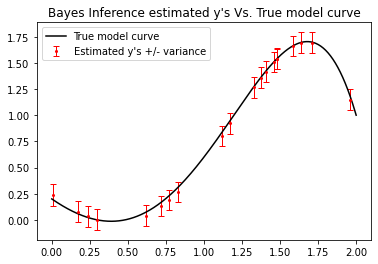 Bayes Inference estimated y's Vs. True model curve
True model curve
Estimated y's +/- variance
1.75
1.50
1.25
1.00
0.75
0.50
0.25
0.00
0.00 0.25 0.50 0.75 1.00 1.25 1.50 1.75 2.00